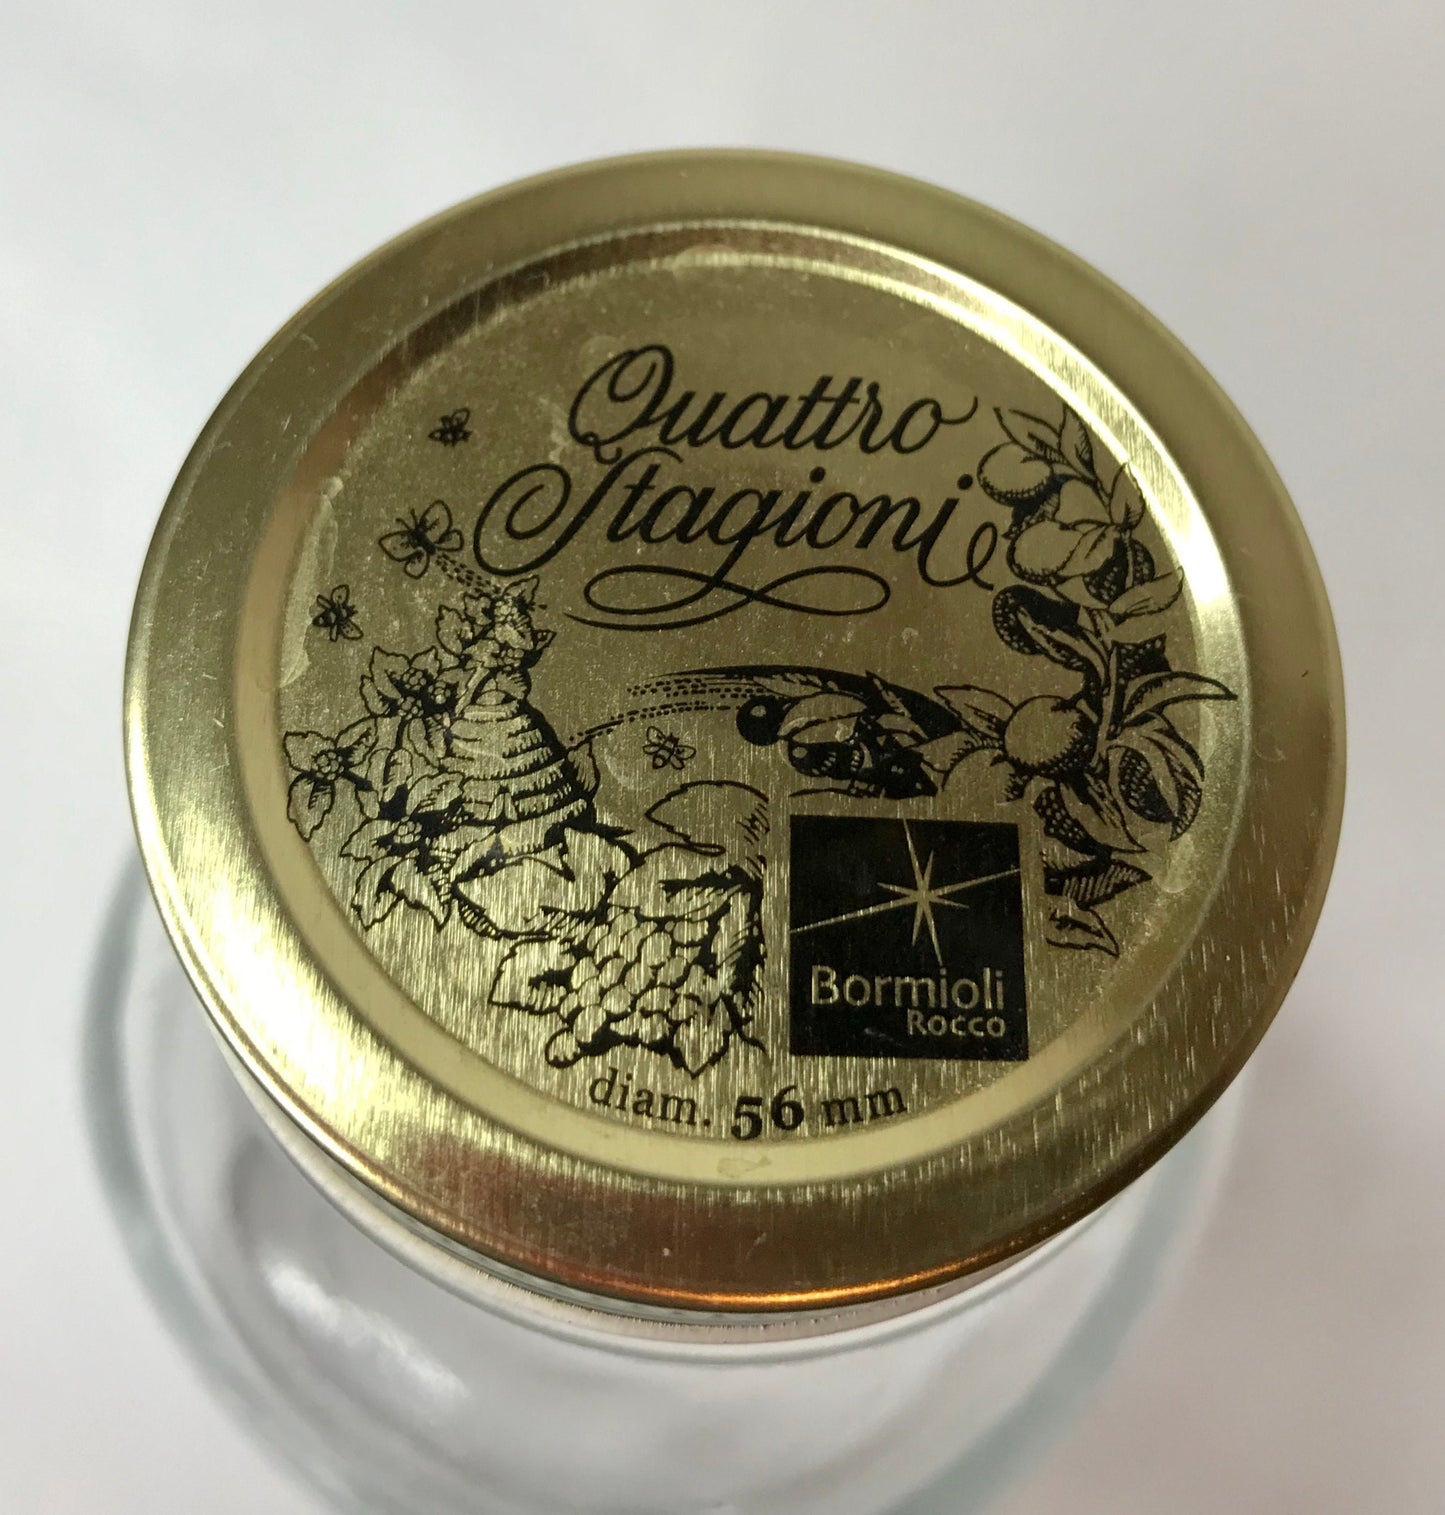 Quattro
Stagioni
Bormioli
Rocco
diam. 56 mm